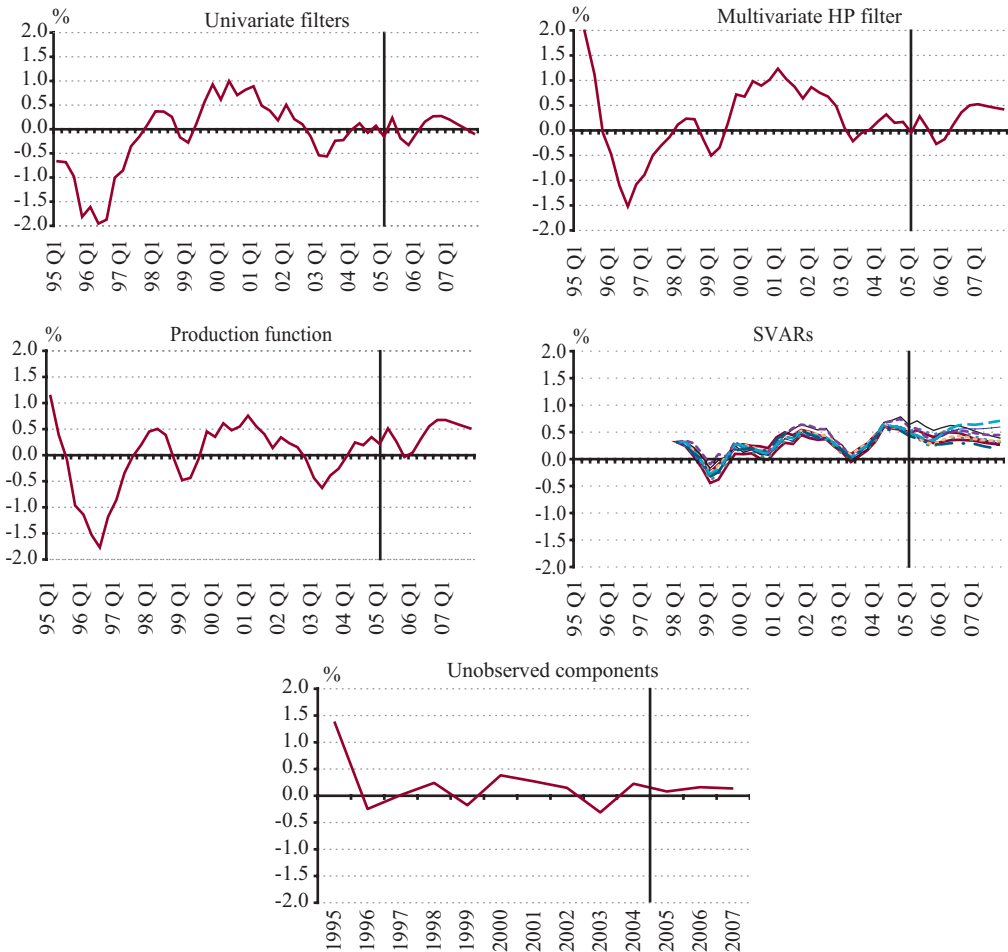 %
Univariate filters
2.0
1.5
1.0
0.5
0.0
-0.5
-1.0
-1.5
-2.0
95 Q1
96 Q1
97 Q1
98 Q1
99 Q1
00 Q1
01 Q1
02 Q1
03 Q1
04 Q1
05 Q1
06 Q1
07 Q1
%
Multivariate HP filter
2.0
1.5
1.0
0.5
0.0
-0.5
-1.0
-1.5
-2.0
95 Q1
96 Q1
97 Q1
98 Q1
99 Q1
00 Q1
01 Q1
02 Q1
03 Q1
04 Q1
05 Q1
06 Q1
07 Q1
%
Production function
2.0
1.5
1.0
0.5
0.0
-0.5
-1.0
-1.5
-2.0
95 Q1
96 Q1
97 Q1
98 Q1
99 Q1
00 Q1
01 Q1
02 Q1
03 Q1
04 Q1
05 Q1
06 Q1
07 Q1
%
SVARs
2.0
1.5
1.0
0.5
0.0
-0.5
-1.0
-1.5
-2.0
95 Q1
96 Q1
97 Q1
98 Q1
99 Q1
00 Q1
01 Q1
02 Q1
03 Q1
04 Q1
05 Q1
06 Q1
07 Q1
%
Unobserved components
2.0
1.5
1.0
0.5
0.0
-0.5
-1.0
-1.5
-2.0
1995
1996
1997
1998
1999
2000
2001
2002
2003
2004
2005
2006
2007